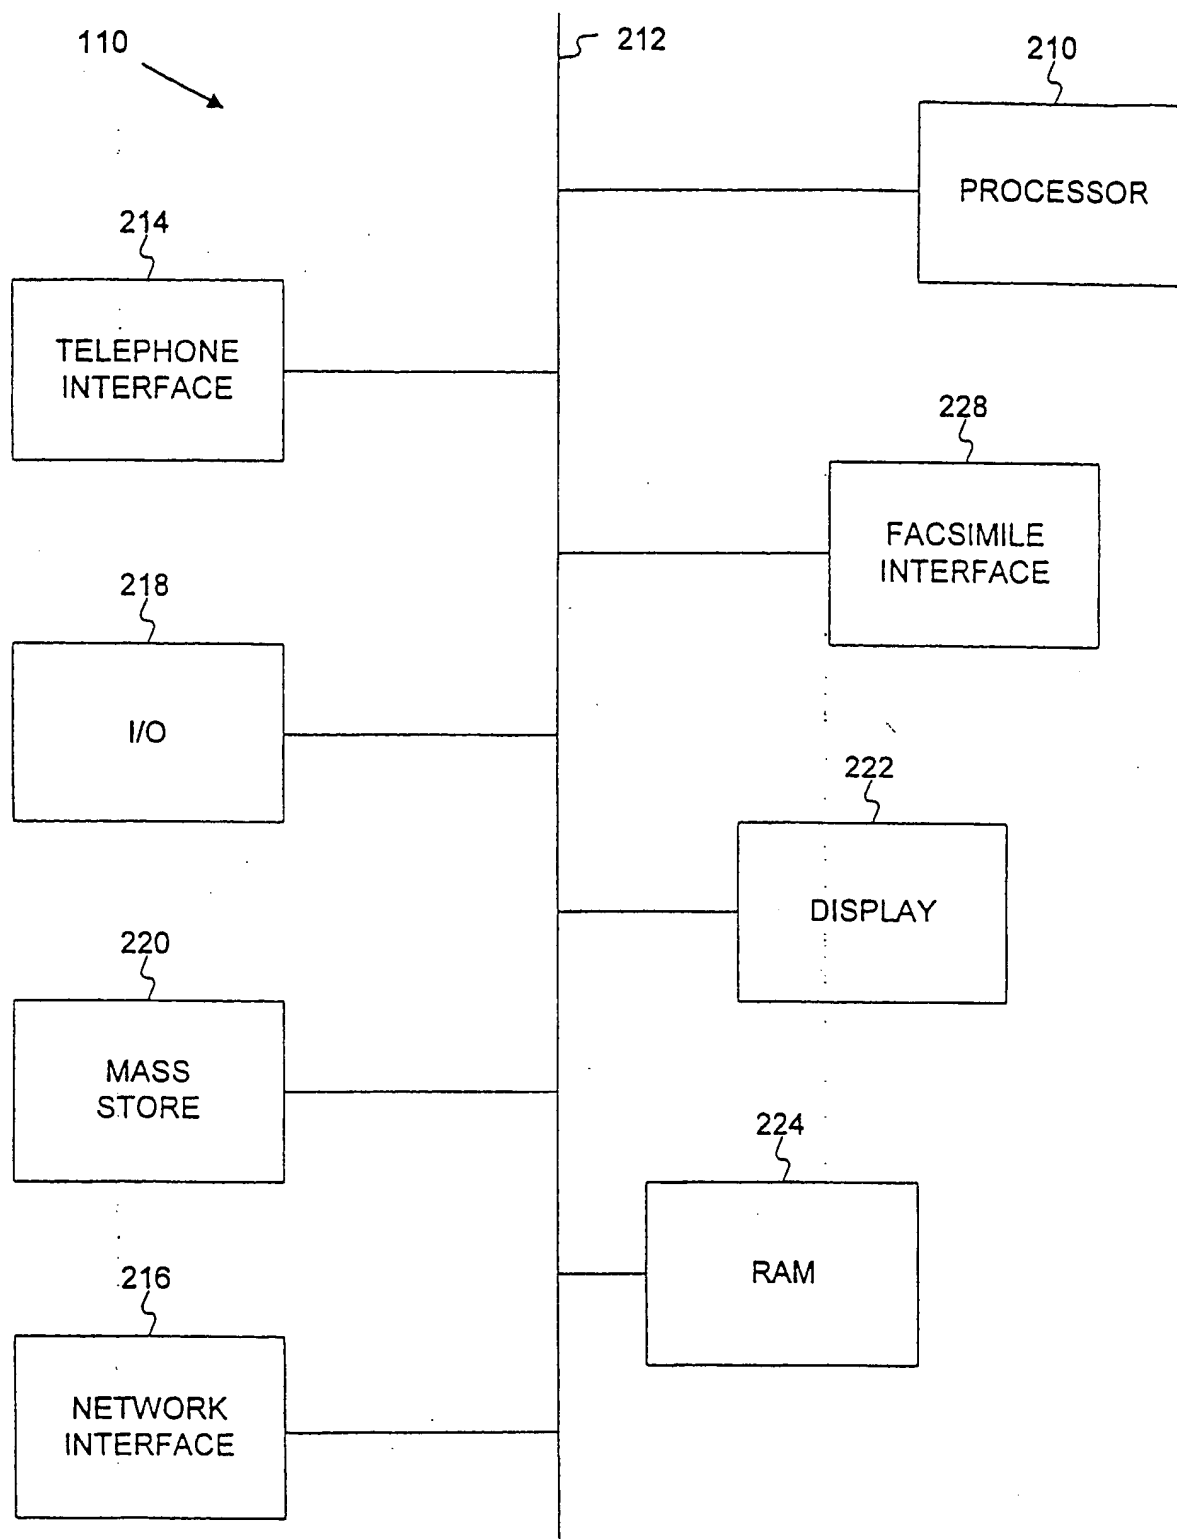 110
212
210
PROCESSOR
214
TELEPHONE
INTERFACE
228
FACSIMILE
INTERFACE
218
I/O
222
DISPLAY
220
MASS
STORE
224
RAM
216
NETWORK
INTERFACE